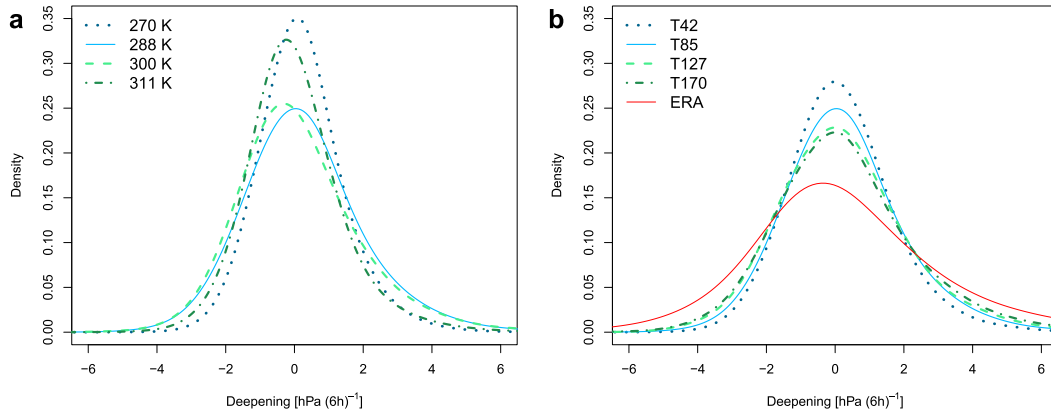 a
270 K
288 K
300 K
311 K
0.35
0.30
0.25
0.20
0.15
0.10
0.05
0.00
Density
−6
−4
−2
0
2
4
6
Deepening [hPa (6h)⁻¹]
b
T42
T85
T127
T170
ERA
0.35
0.30
0.25
0.20
0.15
0.10
0.05
0.00
Density
−6
−4
−2
0
2
4
6
Deepening [hPa (6h)⁻¹]